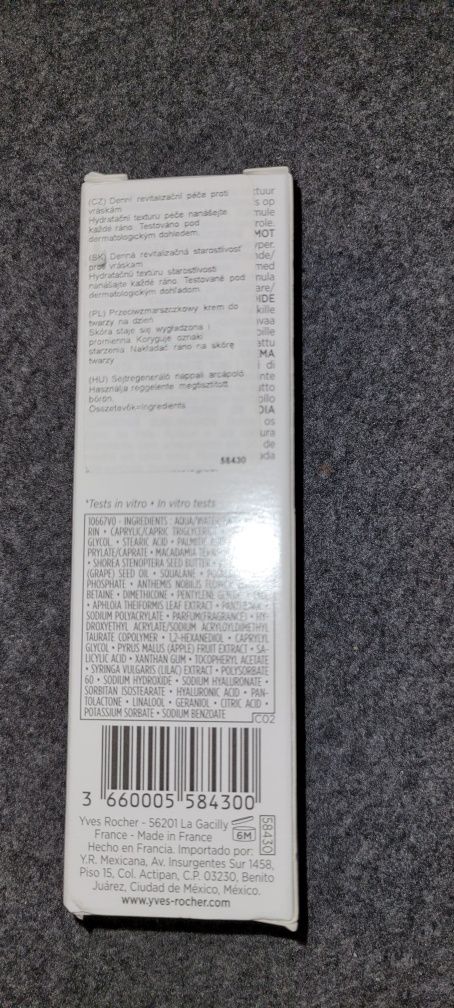 (CZ) Denní revitalizační péče proti
vráskám
Hydratační texturu péče nanášejte
každé ráno. Testováno pod
dermatologickým dohledem.
(SK) Denná revitalizačná starostlivosť
vráskam
Hydratačnú textúru starostlivosti
nanášajte každé ráno. Testované pod
dermatologickým dohľadom.
(PL) Przeciwzmarszczkowy krem do
twarzy na dzień
Skóra staje się wygładzona i
promienna. Koryguje oznaki
starzenia. Nakładać rano na skórę
twarzy
(HU) Sejtregeneráló nappali arcápoló
Használja reggelente megtisztított
bőrön.
Összetevők=Ingredients
58430
*Tests in vitro • In vitro tests
10667V0 - INGREDIENTS : AQUA/WATER
RIN • CAPRYLIC/CAPRIC TRIGLYCERIDE
GLYCOL • STEARIC ACID • PALMITIC
PRYLATE/CAPRATE • MACADAMIA
• SHOREA STENOPTERA SEED BUTTER
(GRAPE) SEED OIL • SQUALANE
PHOSPHATE • ANTHEMIS NOBILIS FLOWER
BETAINE • DIMETHICONE • PENTYLENE
• APHLOIA THEIFORMIS LEAF EXTRACT •
SODIUM POLYACRYLATE • PARFUM(FRAGRANCE) • HY-
DROXYETHYL ACRYLATE/SODIUM ACRYLOYLDIMETHYL
TAURATE COPOLYMER • 1,2-HEXANEDIOL • CAPRYLYL
GLYCOL • PYRUS MALUS (APPLE) FRUIT EXTRACT • SA-
LICYLIC ACID • XANTHAN GUM • TOCOPHERYL ACETATE
• SYRINGA VULGARIS (LILAC) EXTRACT • POLYSORBATE
60 • SODIUM HYDROXIDE • SODIUM HYALURONATE •
SORBITAN ISOSTEARATE • HYALURONIC ACID • PAN-
TOLACTONE • LINALOOL • GERANIOL • CITRIC ACID •
POTASSIUM SORBATE • SODIUM BENZOATE
C02
3 660005 584300
Yves Rocher - 56201 La Gacilly
France - Made in France
6M
58430
Hecho en Francia. Importado por:
Y.R. Mexicana, Av. Insurgentes Sur 1458,
Piso 15, Col. Actipan, C.P. 03230, Benito
Juárez, Ciudad de México, México.
www.yves-rocher.com